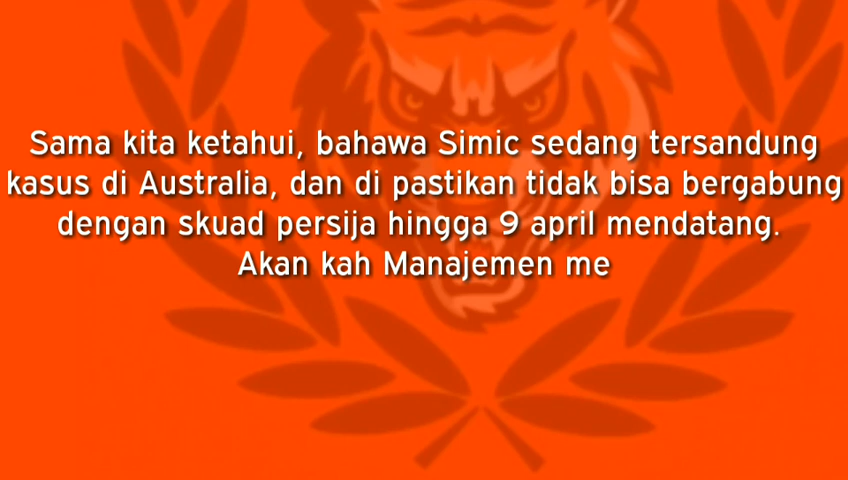 Sama kita ketahui, bahawa Simic sedang tersandung
kasus di Australia, dan di pastikan tidak bisa bergabung
dengan skuad persija hingga 9 april mendatang.
Akan kah Manajemen me